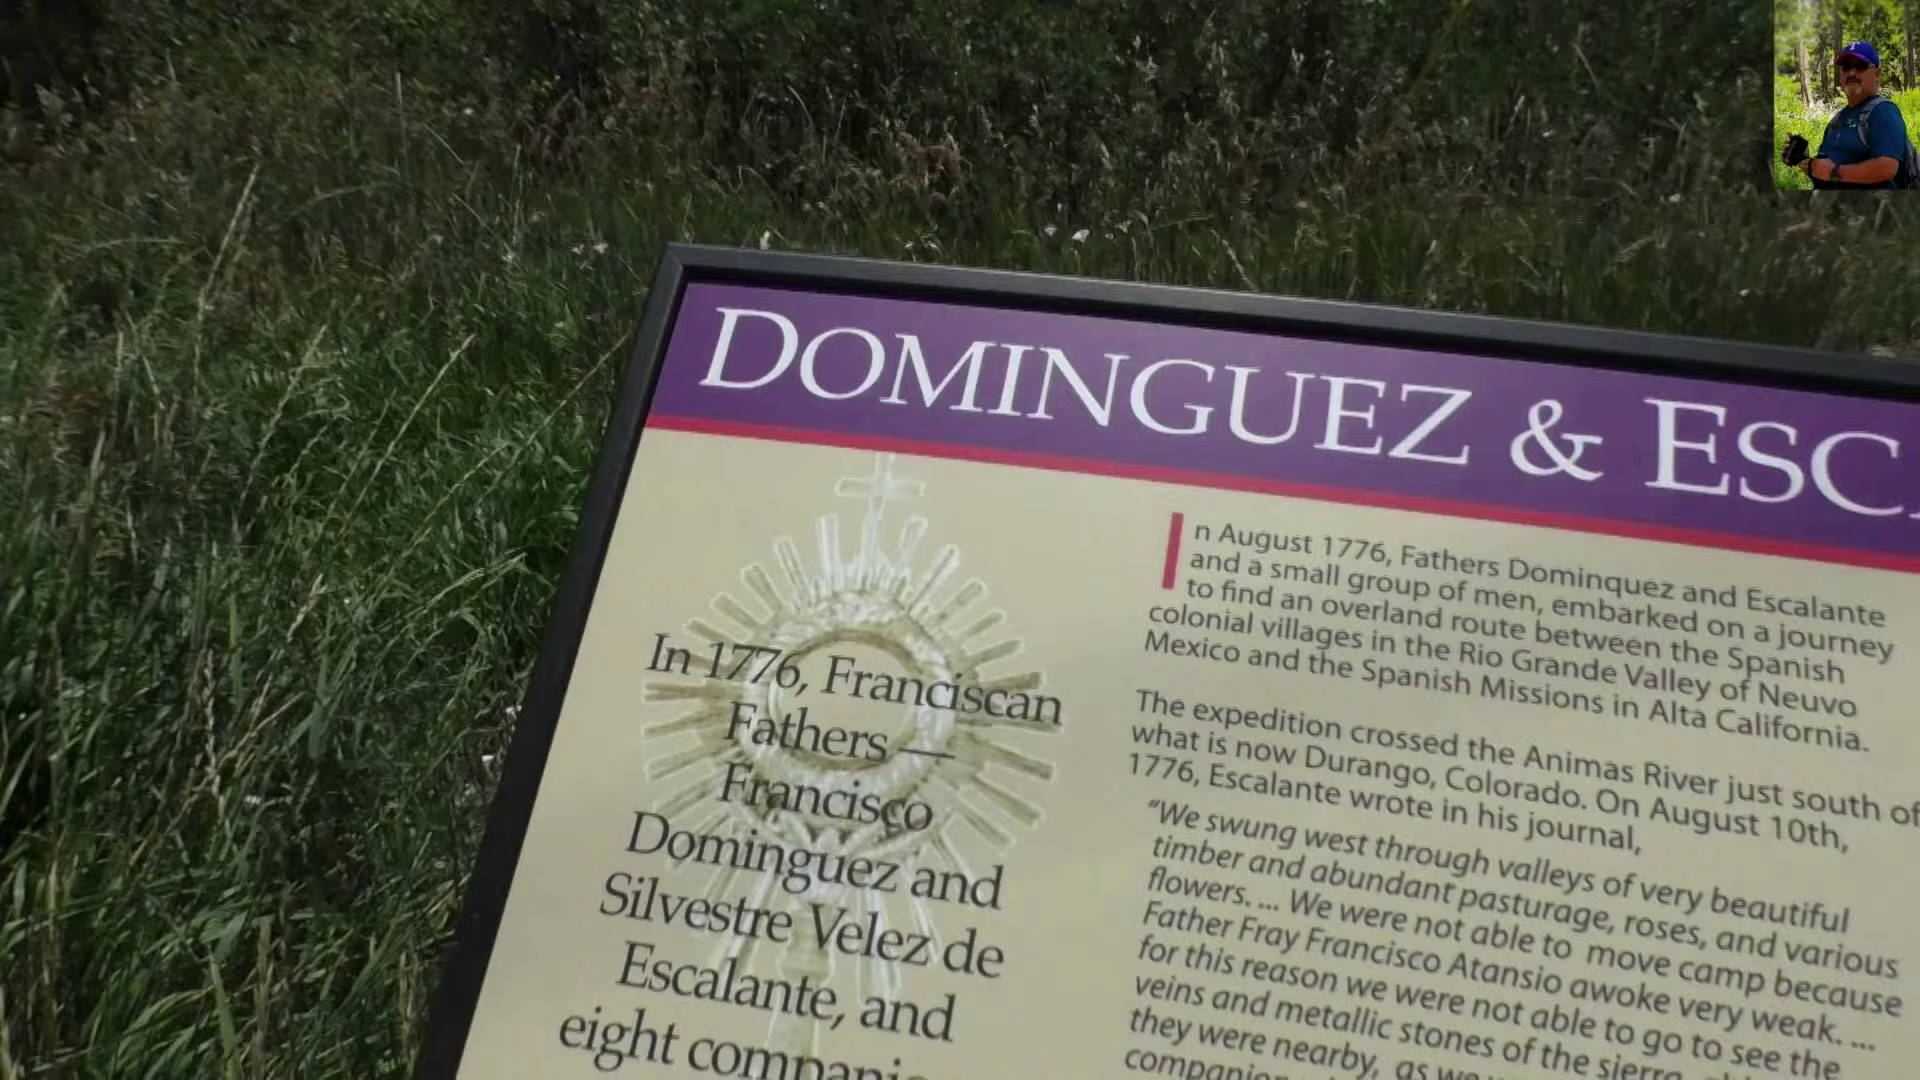 DOMINGUEZ & ESC
In 1776, Franciscan
Fathers —
Francisco
Dominguez and
Silvestre Velez de
Escalante, and
eight
In August 1776, Fathers Dominquez and Escalante
and a small group of men, embarked on a journey
to find an overland route between the Spanish
colonial villages in the Rio Grande Valley of Neuvo
Mexico and the Spanish Missions in Alta California.
The expedition crossed the Animas River just south of
what is now Durango, Colorado. On August 10th,
1776, Escalante wrote in his journal,
“We swung west through valleys of very beautiful
timber and abundant pasturage, roses, and various
flowers. ... We were not able to move camp because
Father Fray Francisco Atansio awoke very weak. ...
for this reason we were not able to go to see the
veins and metallic stones of the sierra,
they were nearby, as